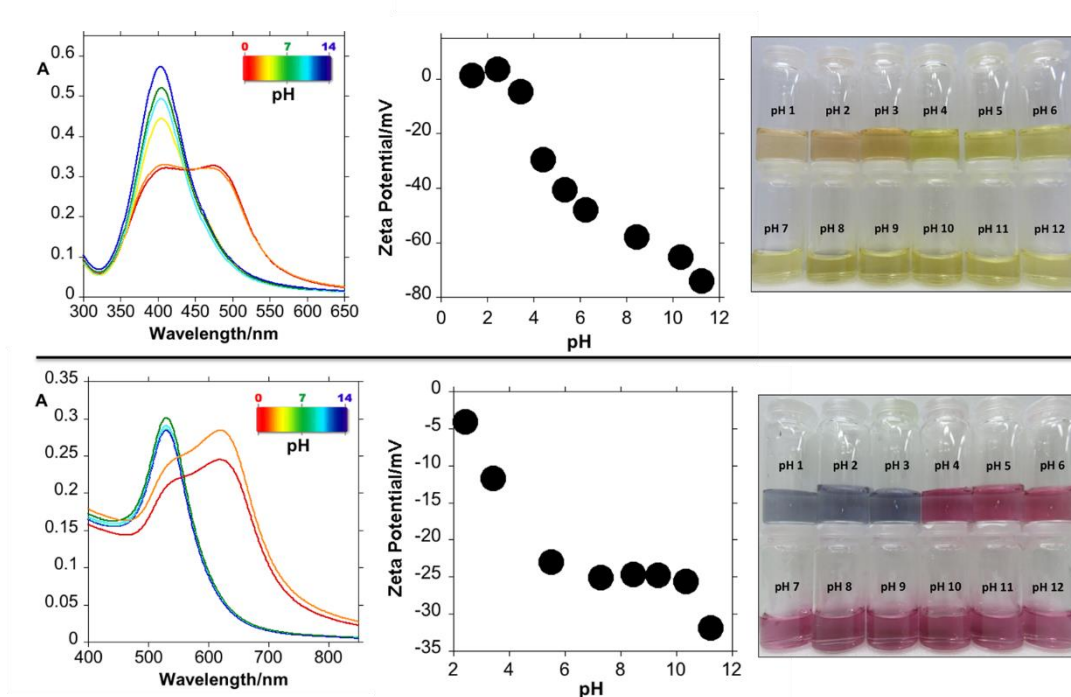 A
0 7 14
pH
0.6
0.5
0.4
0.3
0.2
0.1
0
300 350 400 450 500 550 600 650
Wavelength/nm
Zeta Potential/mV
0
-20
-40
-60
-80
0 2 4 6 8 10 12
pH
pH 1 pH 2 pH 3 pH 4 pH 5 pH 6
pH 7 pH 8 pH 9 pH 10 pH 11 pH 12
A
0 7 14
pH
0.35
0.3
0.25
0.2
0.15
0.1
0.05
0
400 500 600 700 800
Wavelength/nm
Zeta Potential/mV
0
-5
-10
-15
-20
-25
-30
-35
2 4 6 8 10 12
pH
pH 1 pH 2 pH 3 pH 4 pH 5 pH 6
pH 7 pH 8 pH 9 pH 10 pH 11 pH 12